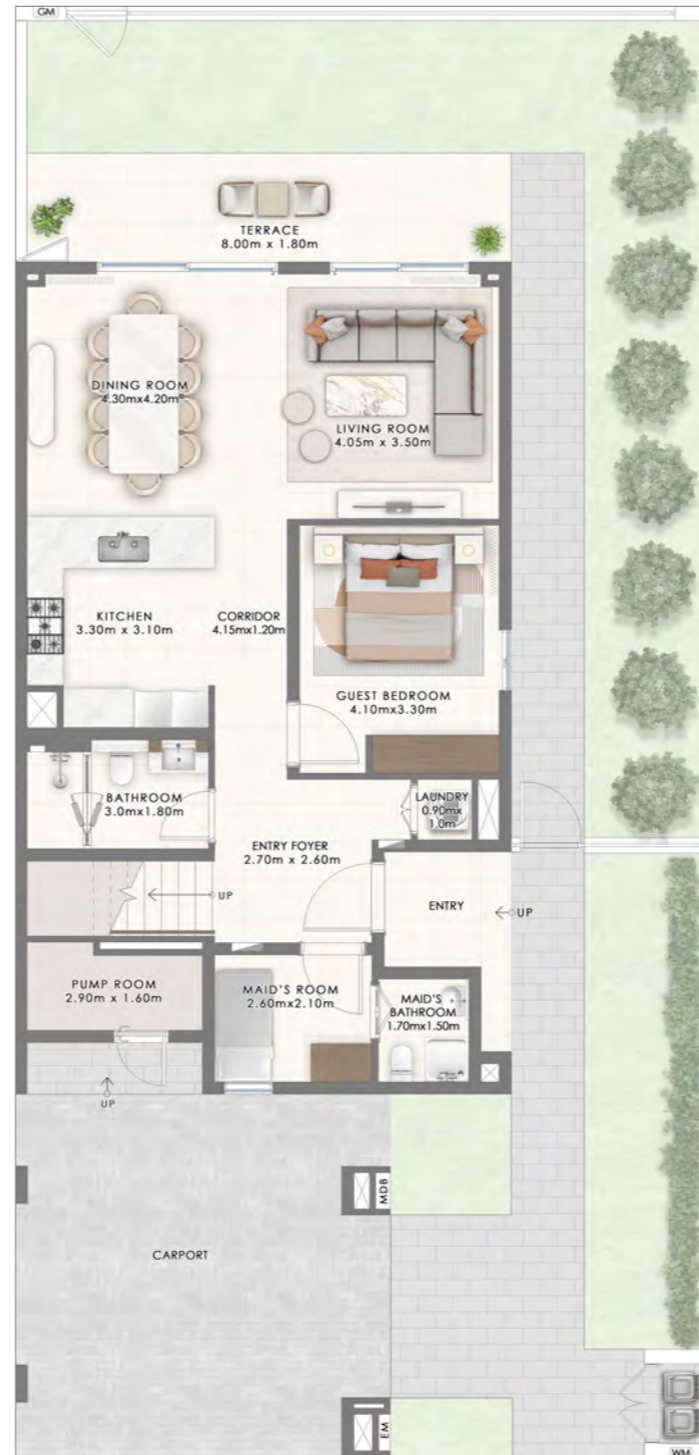 GM
TERRACE
8.00m x 1.80m
DINING ROOM
4.30mx4.20m
LIVING ROOM
4.05m x 3.50m
KITCHEN
3.30m x 3.10m
CORRIDOR
4.15mx1.20m
GUEST BEDROOM
4.10mx3.30m
BATHROOM
3.0mx1.80m
LAUNDRY
0.90mx
1.0m
ENTRY FOYER
2.70m x 2.60m
UP
ENTRY
UP
PUMP ROOM
2.90m x 1.60m
MAID'S ROOM
2.60mx2.10m
MAID'S
BATHROOM
1.70mx1.50m
UP
MDB
CARPORT
EM
WM